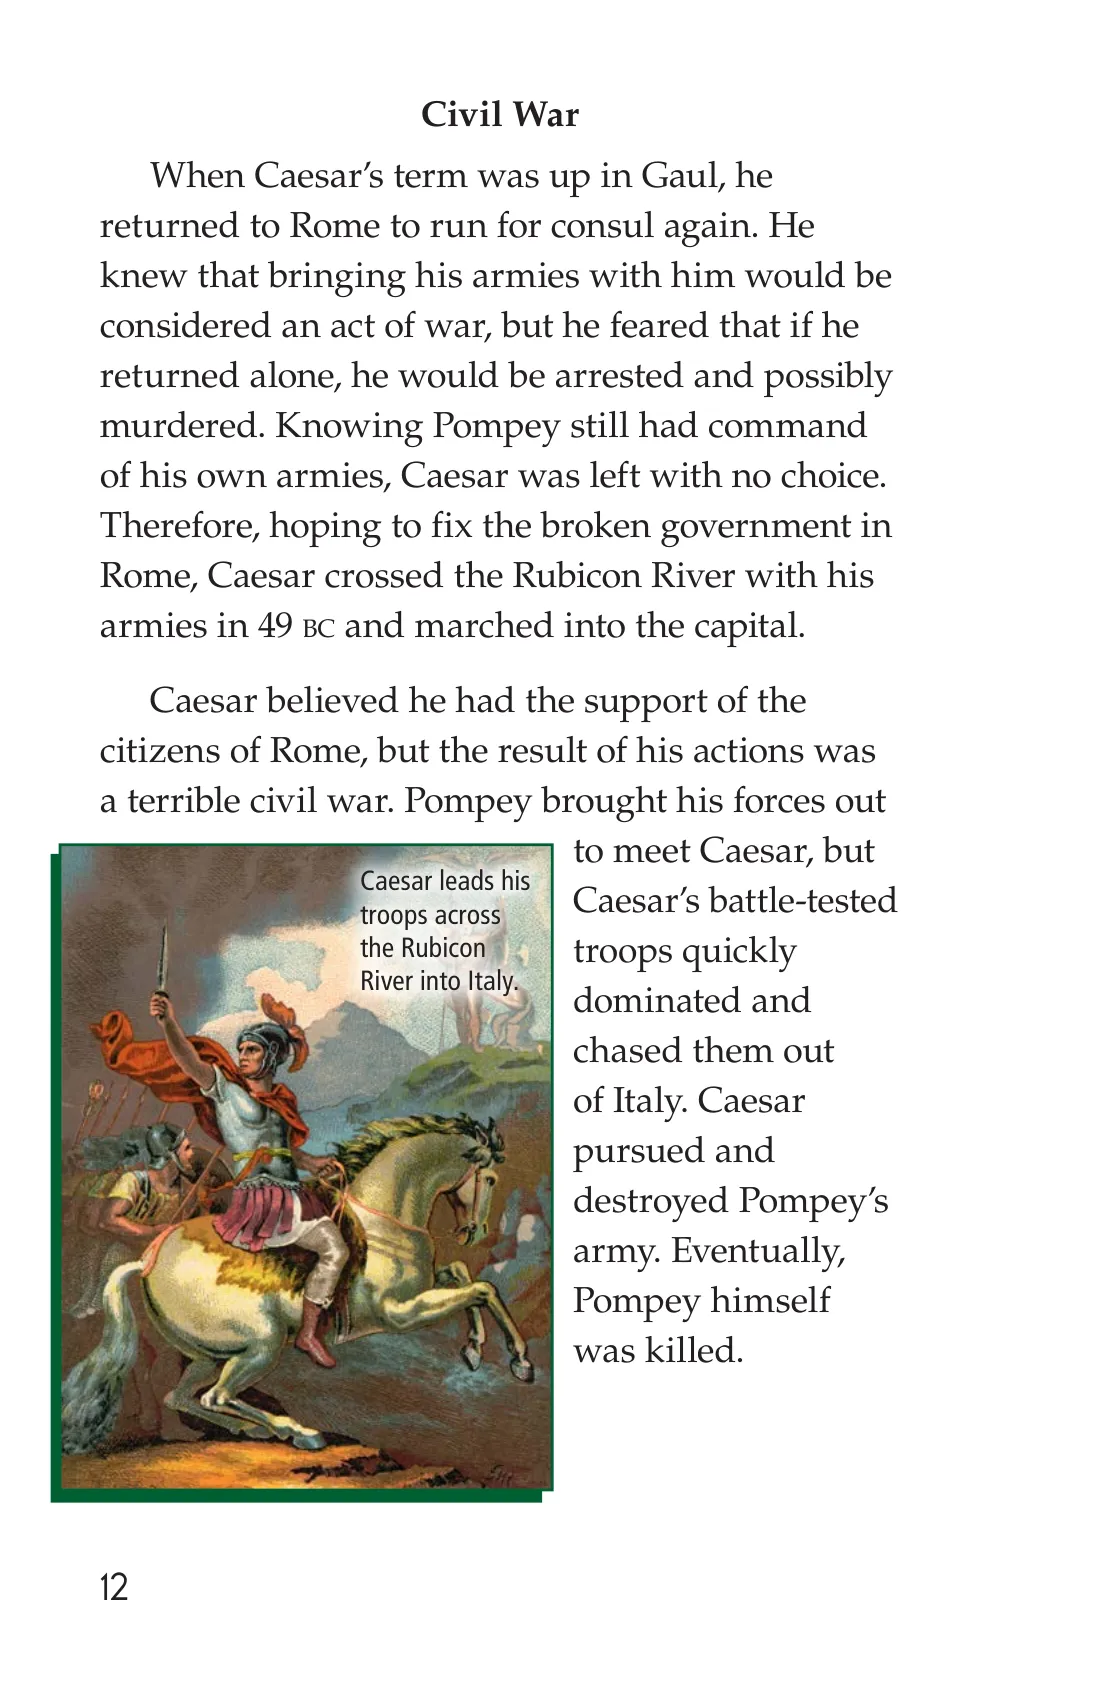 Civil War
When Caesar’s term was up in Gaul, he
returned to Rome to run for consul again. He
knew that bringing his armies with him would be
considered an act of war, but he feared that if he
returned alone, he would be arrested and possibly
murdered. Knowing Pompey still had command
of his own armies, Caesar was left with no choice.
Therefore, hoping to fix the broken government in
Rome, Caesar crossed the Rubicon River with his
armies in 49 BC and marched into the capital.
Caesar believed he had the support of the
citizens of Rome, but the result of his actions was
a terrible civil war. Pompey brought his forces out
to meet Caesar, but
Caesar’s battle-tested
troops quickly
dominated and
chased them out
of Italy. Caesar
pursued and
destroyed Pompey’s
army. Eventually,
Pompey himself
was killed.
Caesar leads his
troops across
the Rubicon
River into Italy.
12